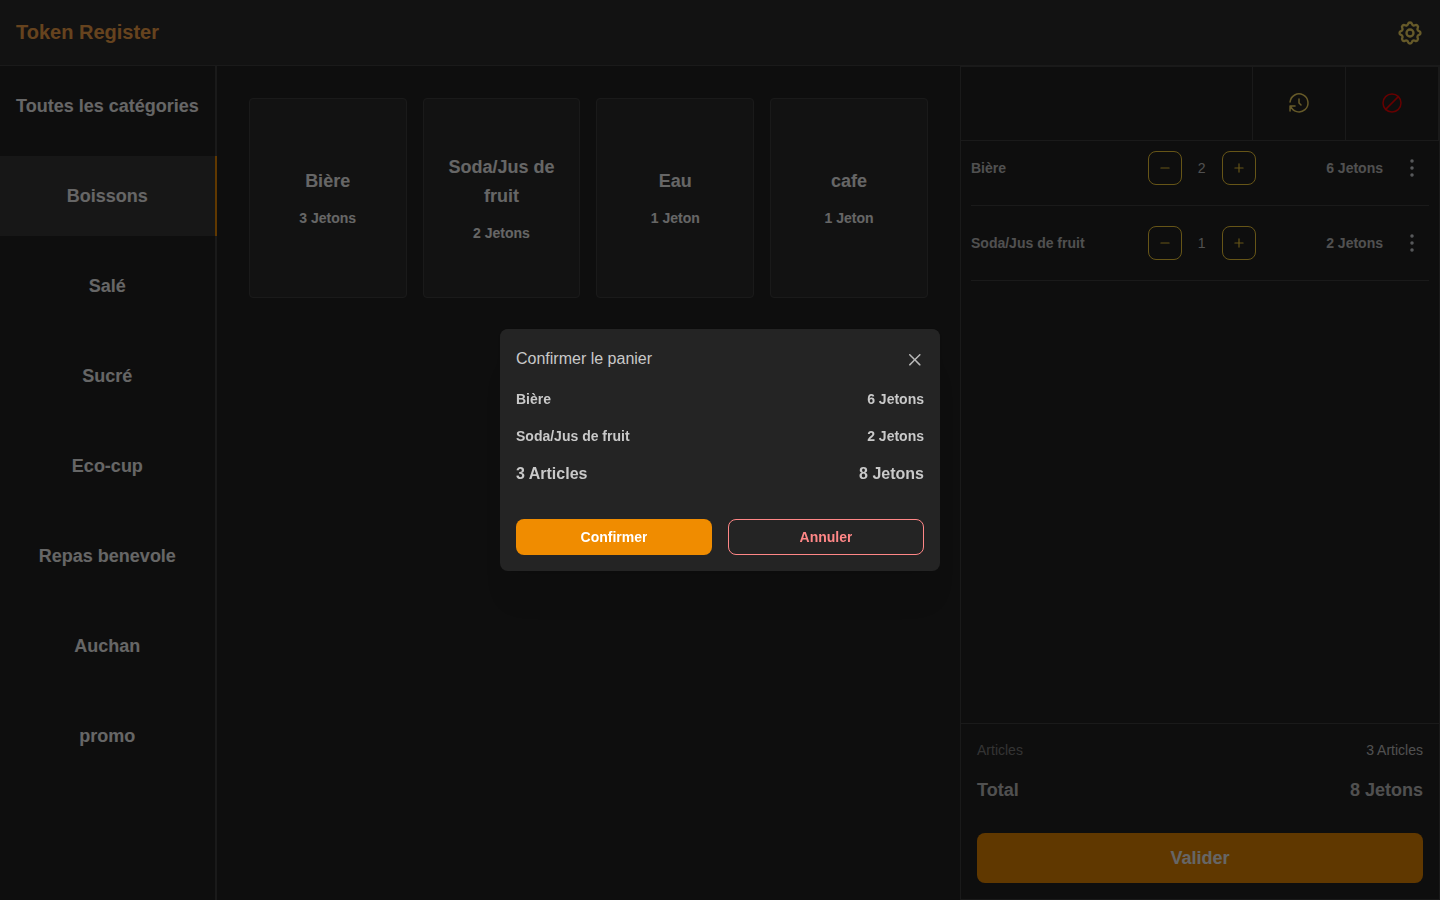 Token Register
Toutes les catégories
Boissons
Salé
Sucré
Eco-cup
Repas benevole
Auchan
promo
Bière
3 Jetons
Soda/Jus de
fruit
2 Jetons
Eau
1 Jeton
cafe
1 Jeton
Bière 2 6 Jetons
Soda/Jus de fruit 1 2 Jetons
Confirmer le panier
Bière 6 Jetons
Soda/Jus de fruit 2 Jetons
3 Articles 8 Jetons
Confirmer Annuler
Articles 3 Articles
Total 8 Jetons
Valider